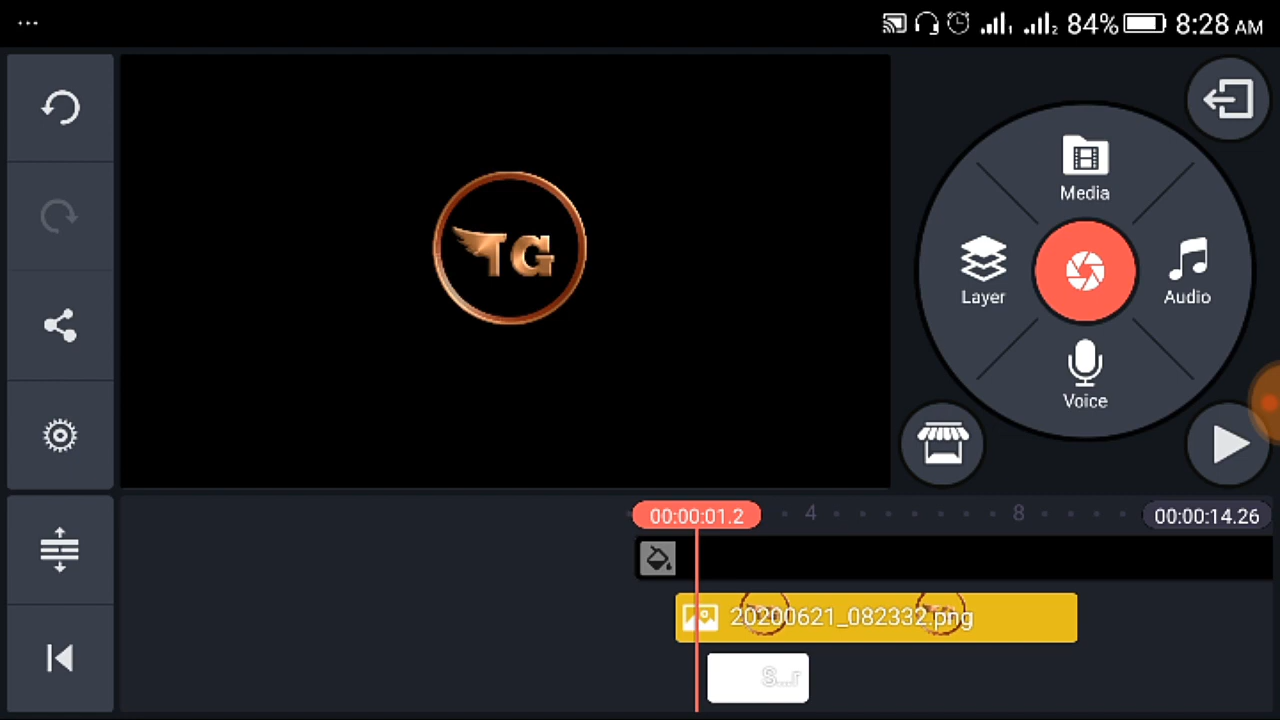 ... 84% 8:28 AM
TG
Media
Layer
Audio
Voice
00:00:01.2 4 8 00:00:14.26
20200621_082332.png
S...r